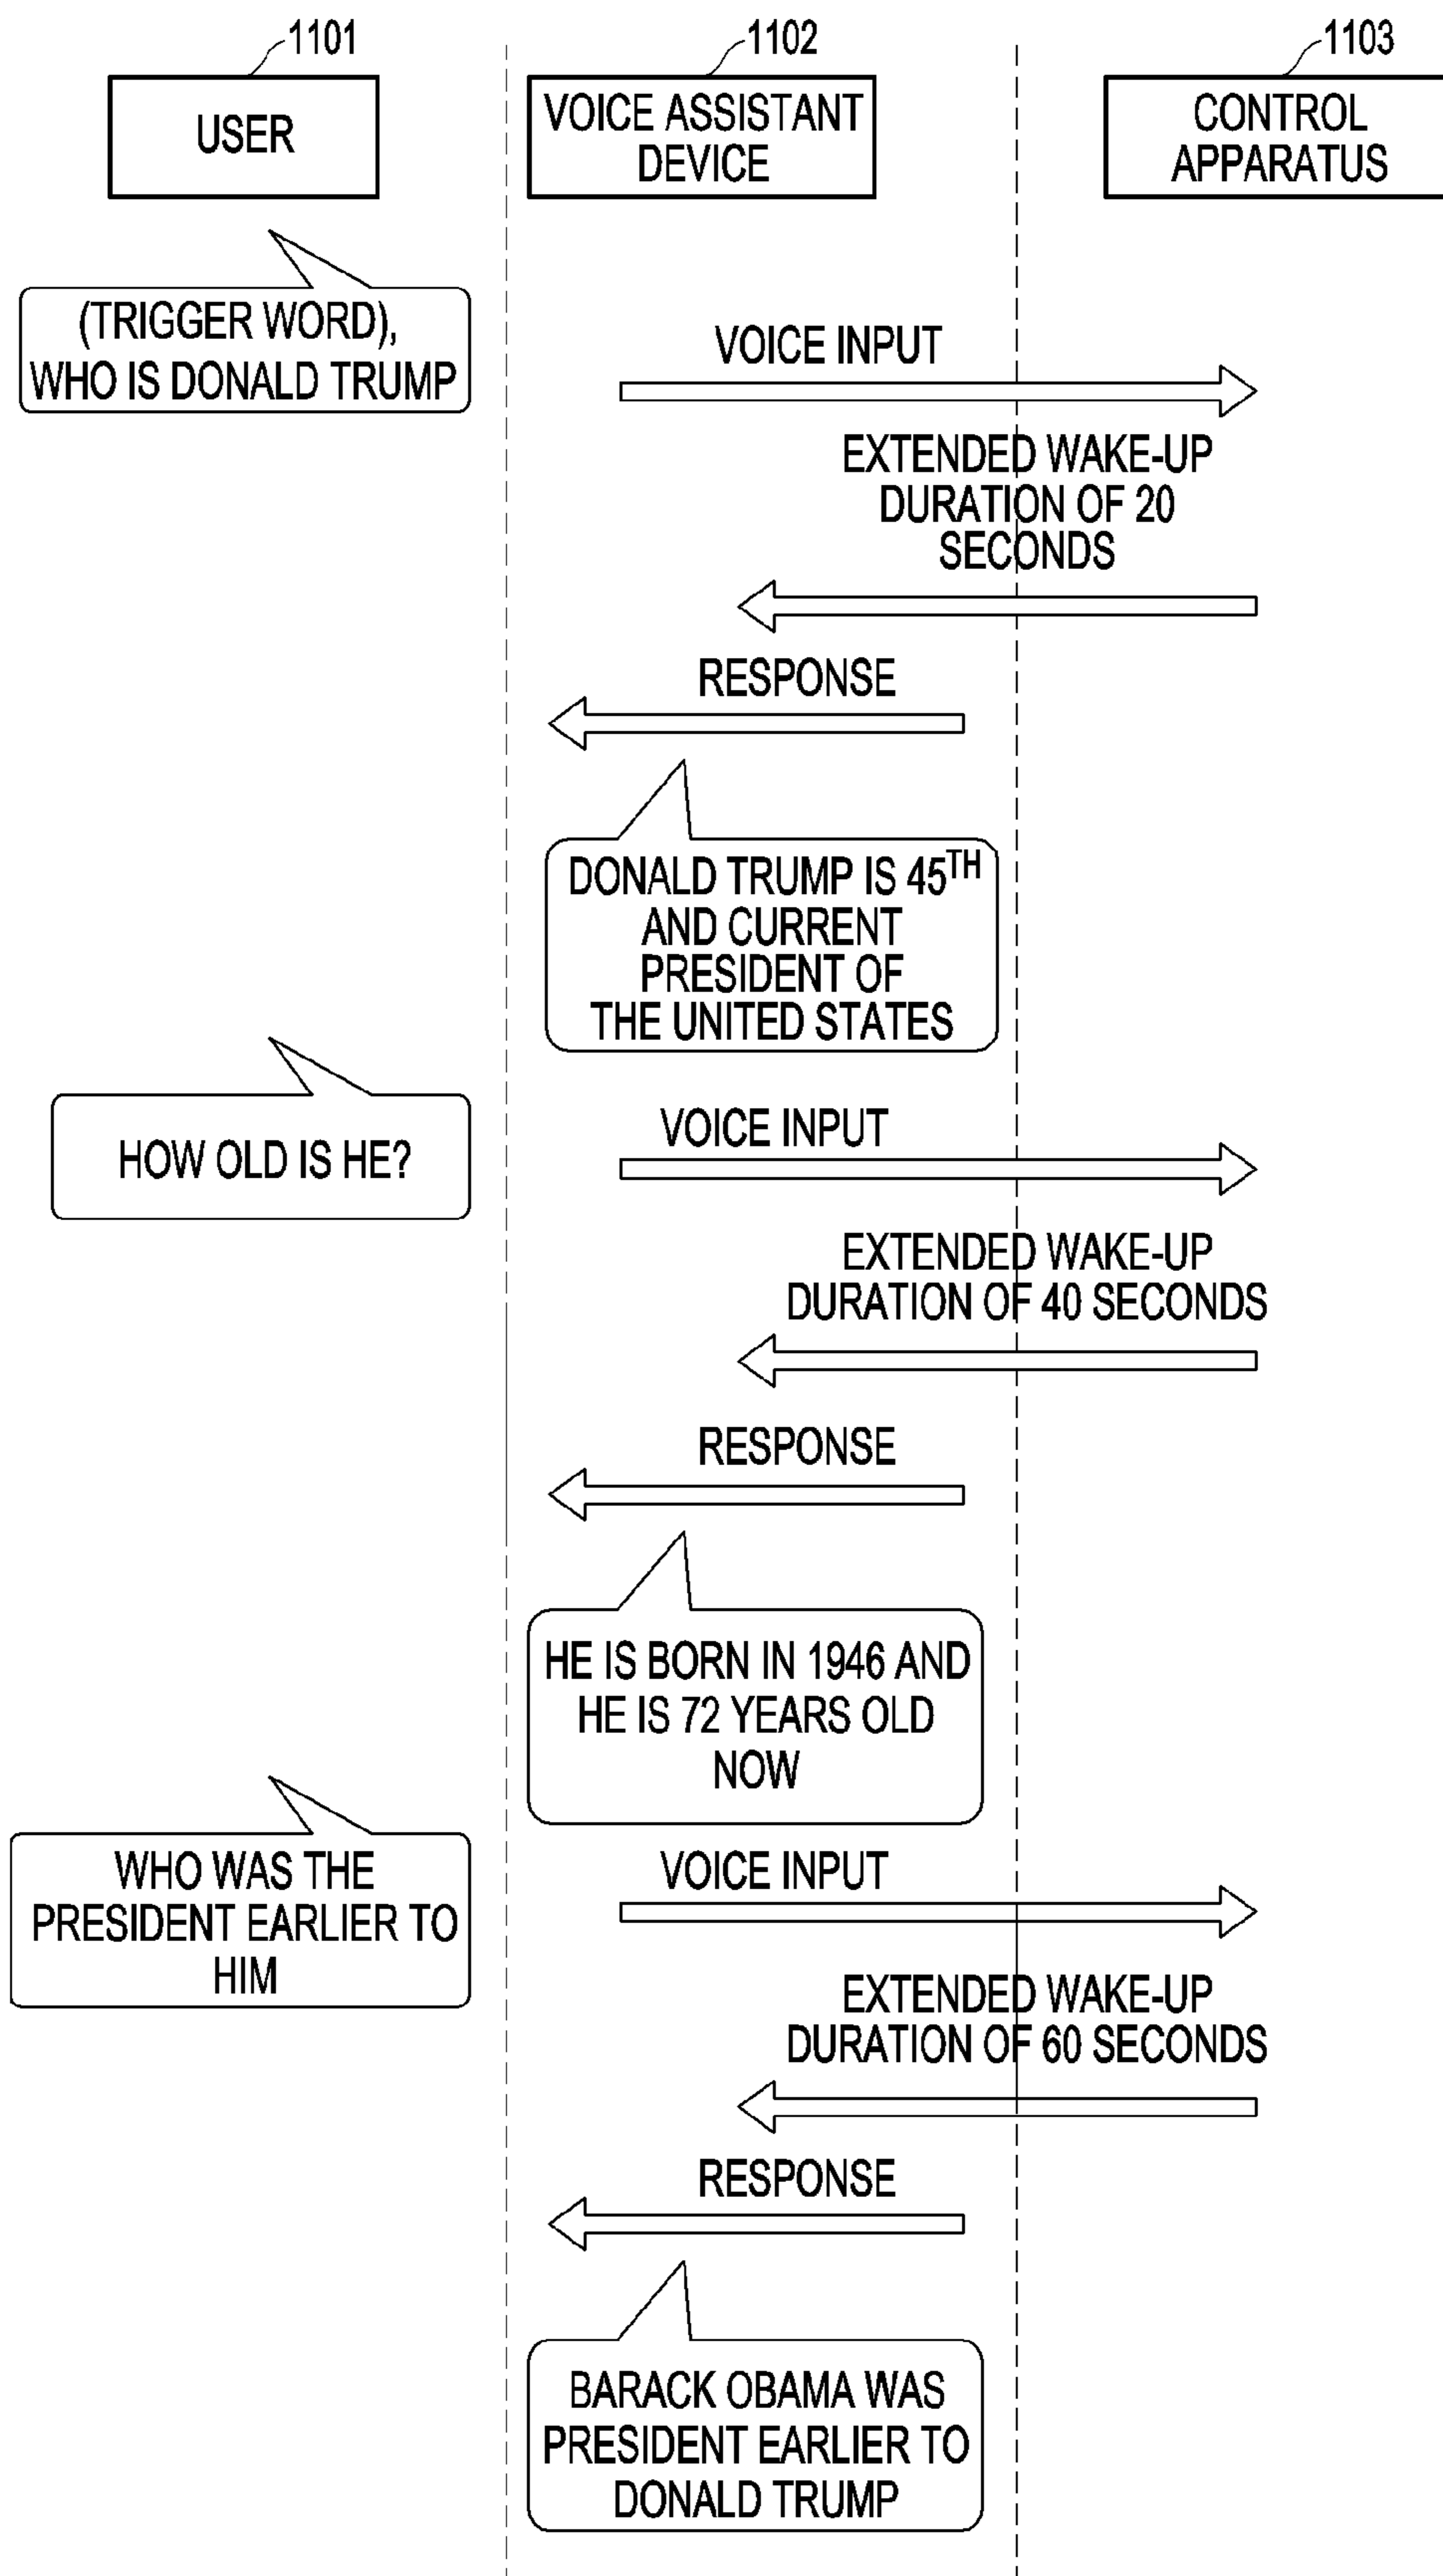 1101
1102
1103
USER
VOICE ASSISTANT
DEVICE
CONTROL
APPARATUS
(TRIGGER WORD),
WHO IS DONALD TRUMP
VOICE INPUT
EXTENDED WAKE-UP
DURATION OF 20
SECONDS
RESPONSE
DONALD TRUMP IS 45TH
AND CURRENT
PRESIDENT OF
THE UNITED STATES
HOW OLD IS HE?
VOICE INPUT
EXTENDED WAKE-UP
DURATION OF 40 SECONDS
RESPONSE
HE IS BORN IN 1946 AND
HE IS 72 YEARS OLD
NOW
WHO WAS THE
PRESIDENT EARLIER TO
HIM
VOICE INPUT
EXTENDED WAKE-UP
DURATION OF 60 SECONDS
RESPONSE
BARACK OBAMA WAS
PRESIDENT EARLIER TO
DONALD TRUMP